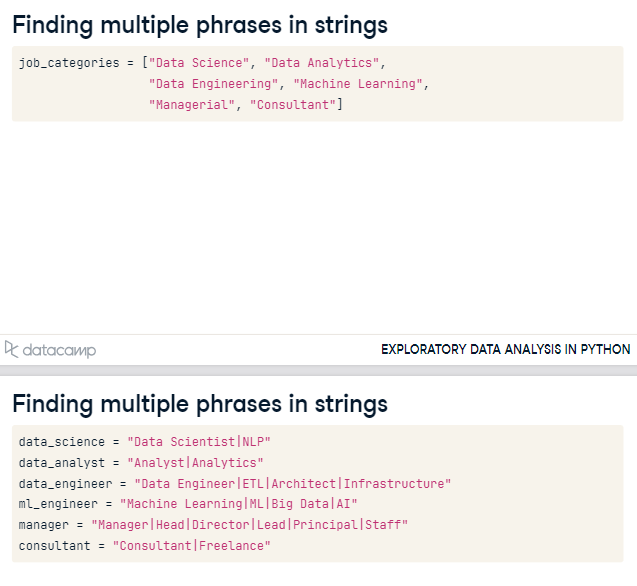 Finding multiple phrases in strings
job_categories = ["Data Science", "Data Analytics",
"Data Engineering", "Machine Learning",
"Managerial", "Consultant"]
datacamp
EXPLORATORY DATA ANALYSIS IN PYTHON
Finding multiple phrases in strings
data_science = "Data Scientist|NLP"
data_analyst = "Analyst|Analytics"
data_engineer = "Data Engineer|ETL|Architect|Infrastructure"
ml_engineer = "Machine Learning|ML|Big Data|AI"
manager = "Manager|Head|Director|Lead|Principal|Staff"
consultant = "Consultant|Freelance"